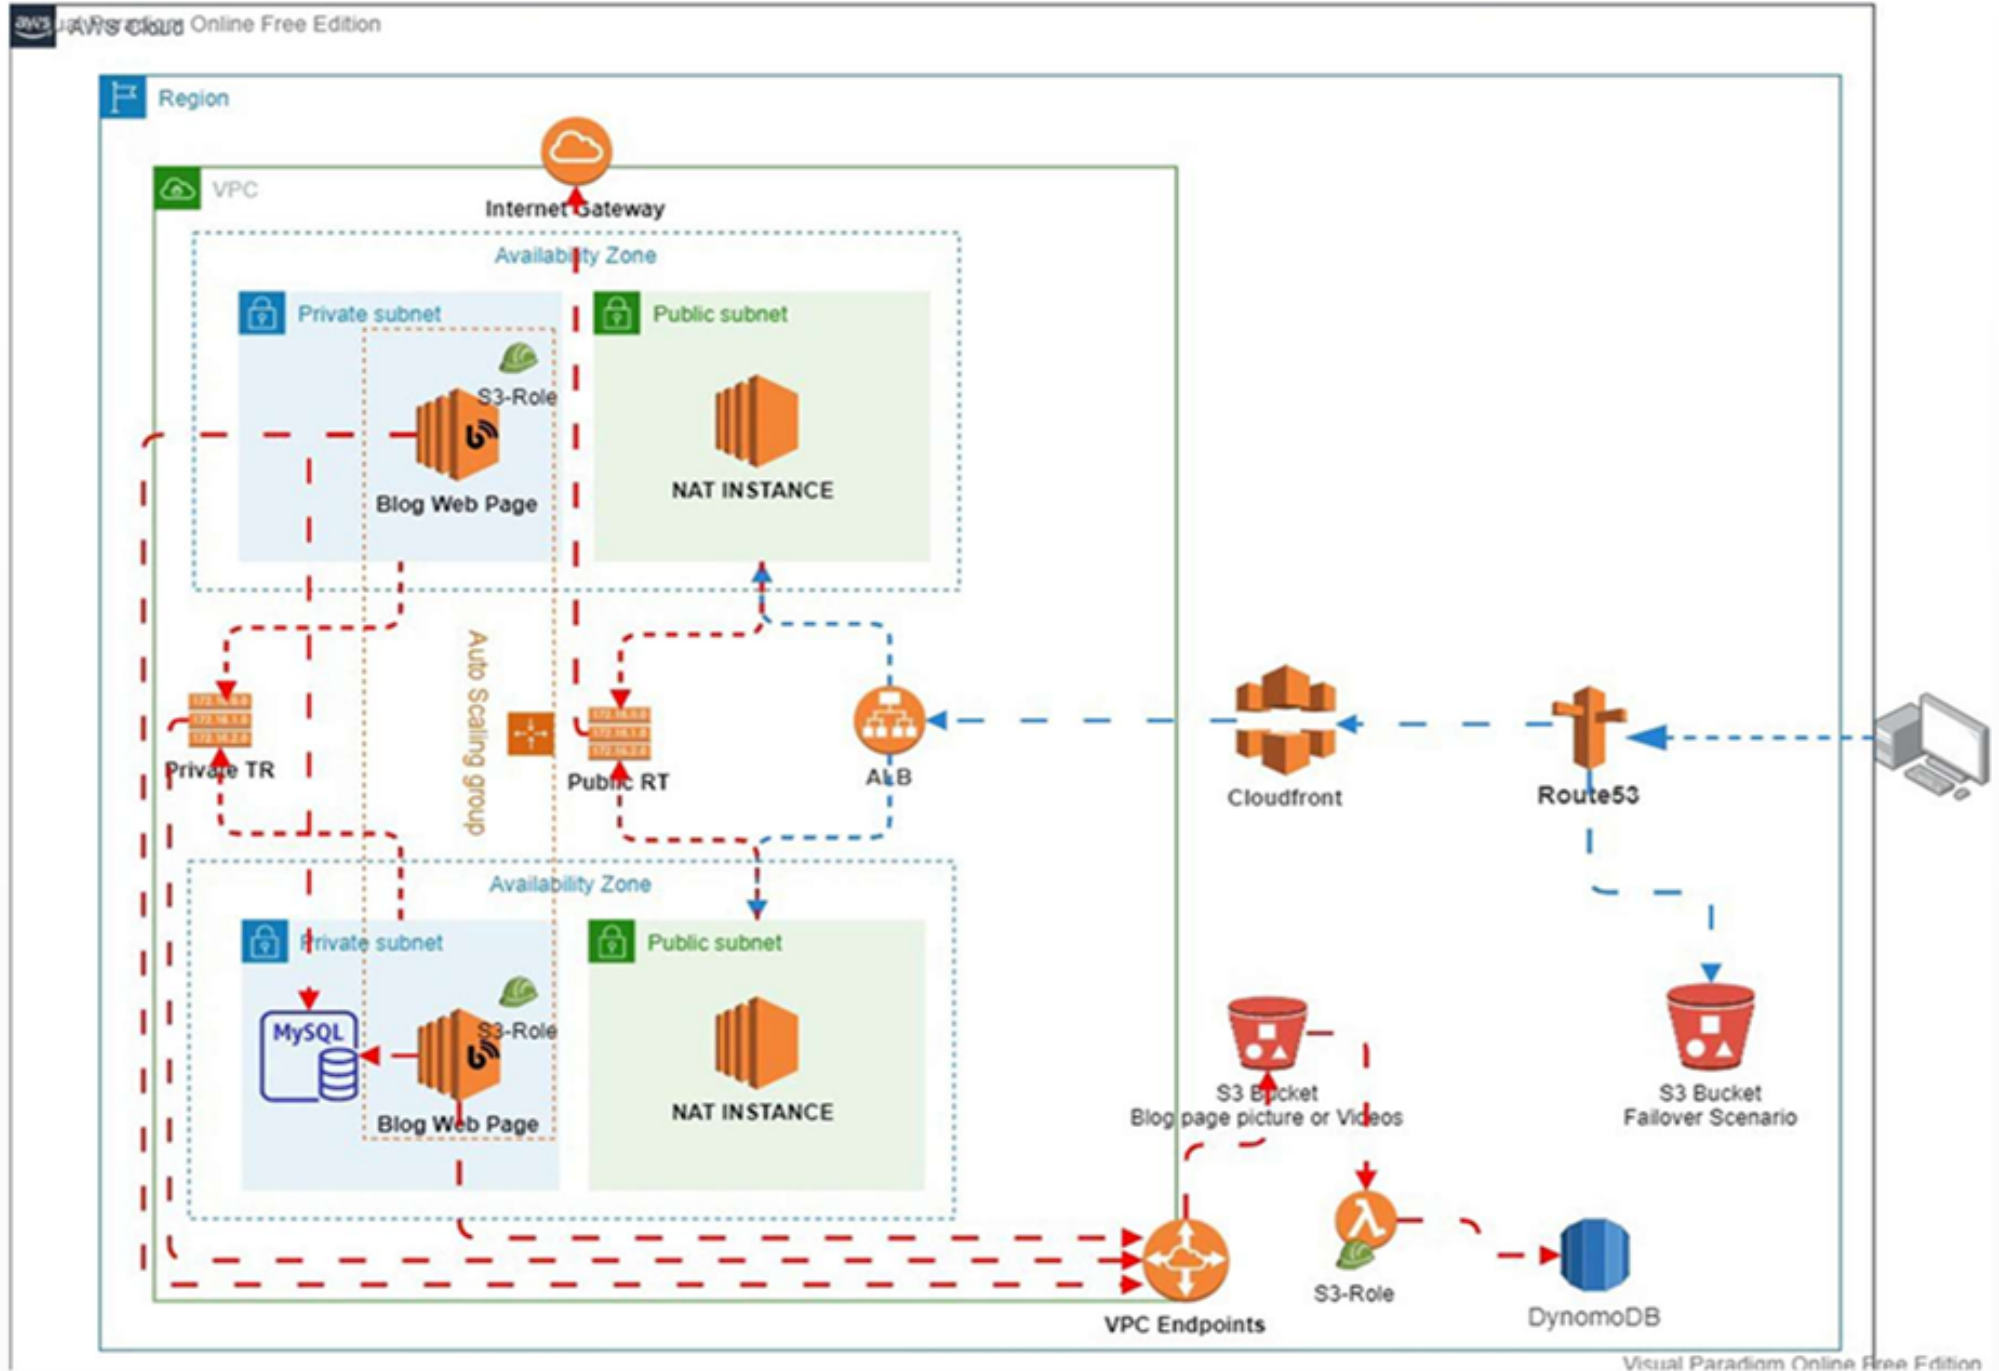 aws
AWS Cloud
Visual Paradigm Online Free Edition
Region
VPC
Internet Gateway
Availability Zone
Private subnet
Public subnet
S3-Role
Blog Web Page
NAT INSTANCE
Auto Scaling group
Private TR
Public RT
ALB
Cloudfront
Route53
Availability Zone
Private subnet
Public subnet
MySQL
S3-Role
Blog Web Page
NAT INSTANCE
S3 Bucket
Blog page picture or Videos
S3 Bucket
Failover Scenario
S3-Role
DynomoDB
VPC Endpoints
Visual Paradigm Online Free Edition